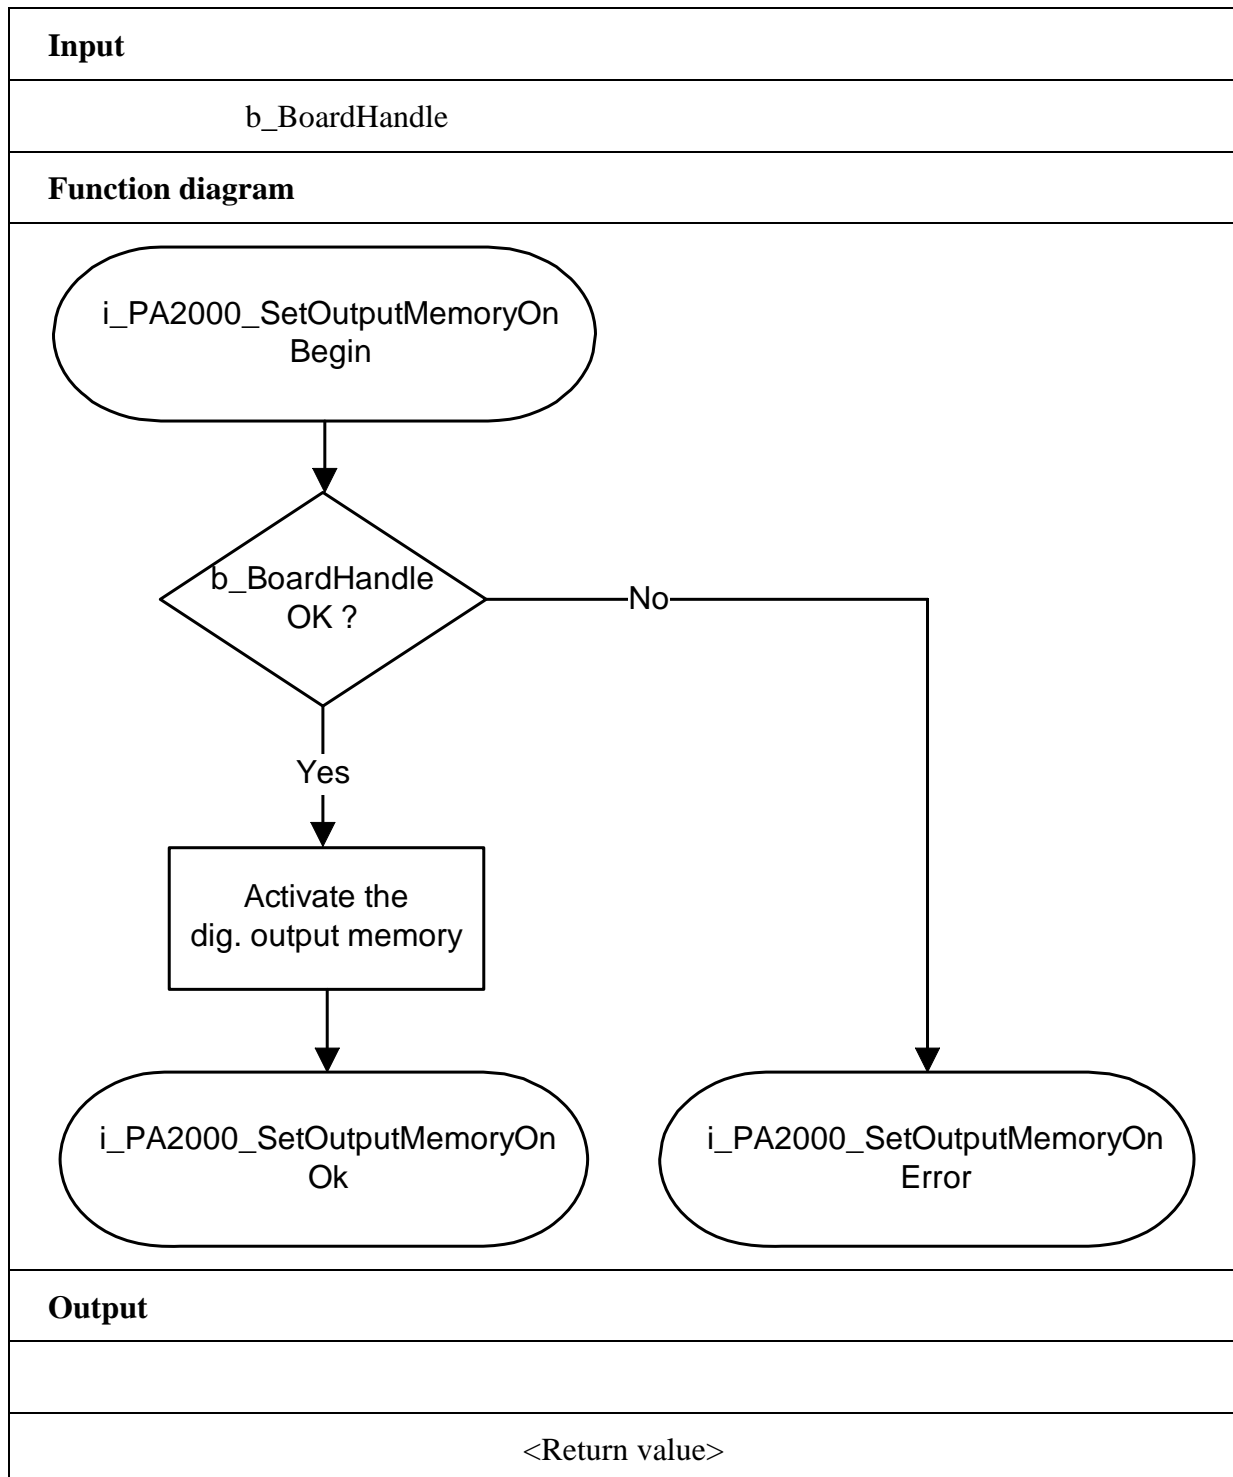 Input
b_BoardHandle
Function diagram
i_PA2000_SetOutputMemoryOn
Begin
b_BoardHandle
OK ?
No
Yes
Activate the
dig. output memory
i_PA2000_SetOutputMemoryOn
Ok
i_PA2000_SetOutputMemoryOn
Error
Output
<Return value>